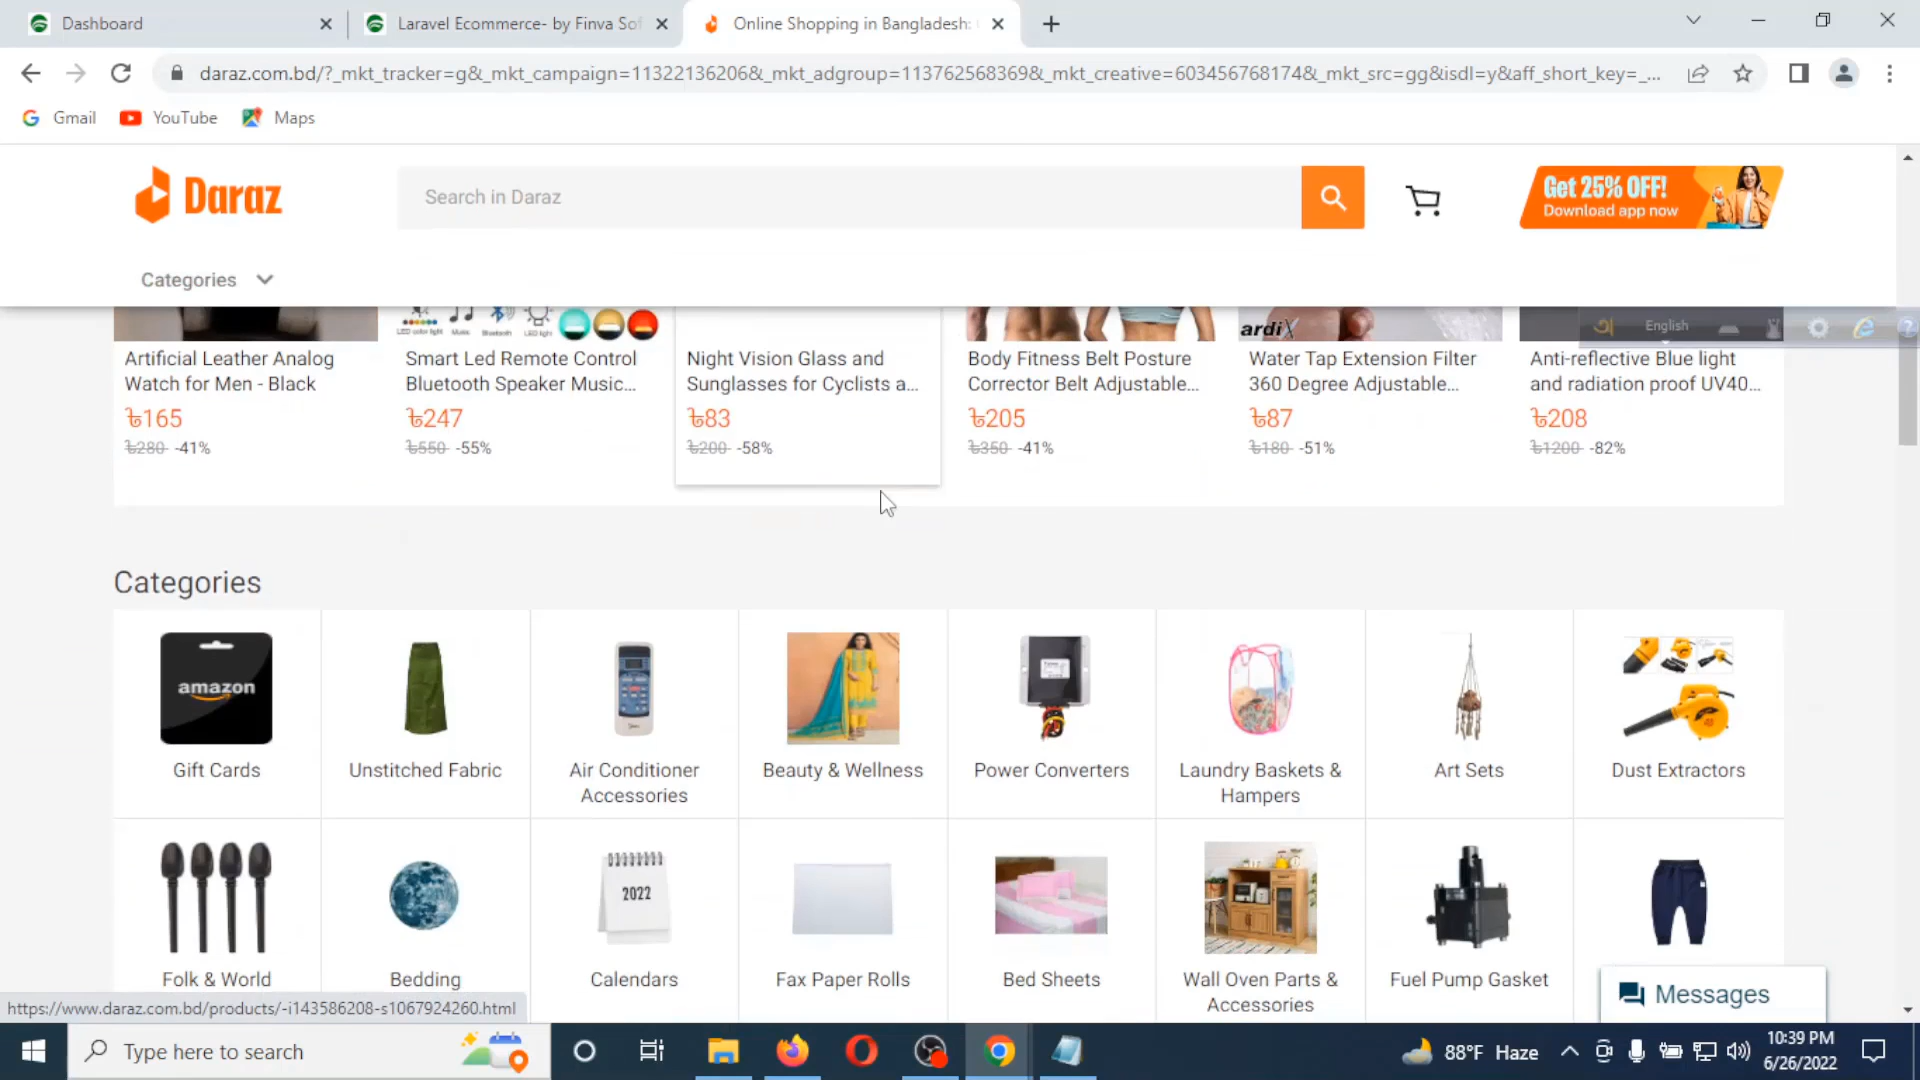 Dashboard
Laravel Ecommerce- by Finva Sof
Online Shopping in Bangladesh:
daraz.com.bd/?_mkt_tracker=g&_mkt_campaign=11322136206&_mkt_adgroup=113762568369&_mkt_creative=603456768174&_mkt_src=gg&isdl=y&aff_short_key=_...
Gmail
YouTube
Maps
Daraz
Search in Daraz
Get 25% OFF!
Download app now
Categories
English
Artificial Leather Analog
Watch for Men - Black
৳165
৳280 -41%
Smart Led Remote Control
Bluetooth Speaker Music...
৳247
৳550 -55%
Night Vision Glass and
Sunglasses for Cyclists a...
৳83
৳200 -58%
Body Fitness Belt Posture
Corrector Belt Adjustable...
৳205
৳350 -41%
ardiX
Water Tap Extension Filter
360 Degree Adjustable...
৳87
৳180 -51%
Anti-reflective Blue light
and radiation proof UV40...
৳208
৳1200 -82%
Categories
amazon
Gift Cards
Unstitched Fabric
Air Conditioner
Accessories
Beauty & Wellness
Power Converters
Laundry Baskets &
Hampers
Art Sets
Dust Extractors
Folk & World
Bedding
2022
Calendars
Fax Paper Rolls
Bed Sheets
Wall Oven Parts &
Accessories
Fuel Pump Gasket
Messages
https://www.daraz.com.bd/products/-i143586208-s1067924260.html
Type here to search
88°F Haze
10:39 PM
6/26/2022